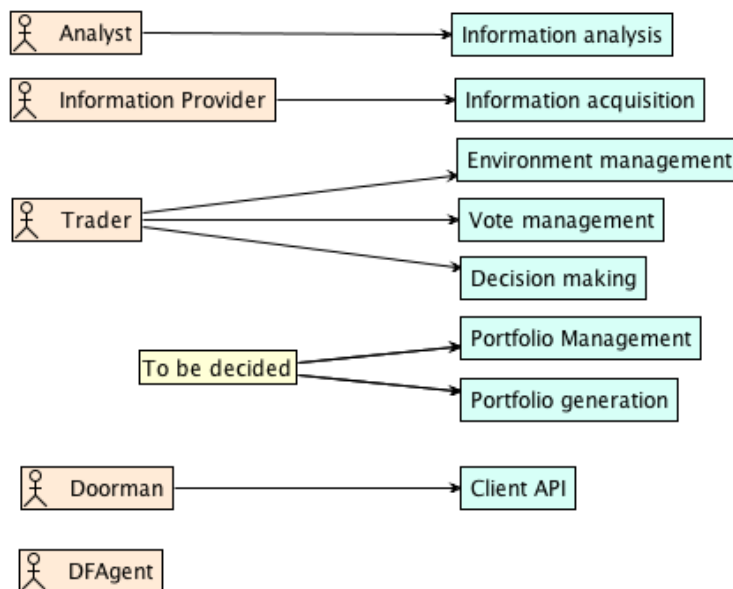 Analyst
Information analysis
Information Provider
Information acquisition
Environment management
Trader
Vote management
Decision making
Portfolio Management
To be decided
Portfolio generation
Doorman
Client API
DFAgent